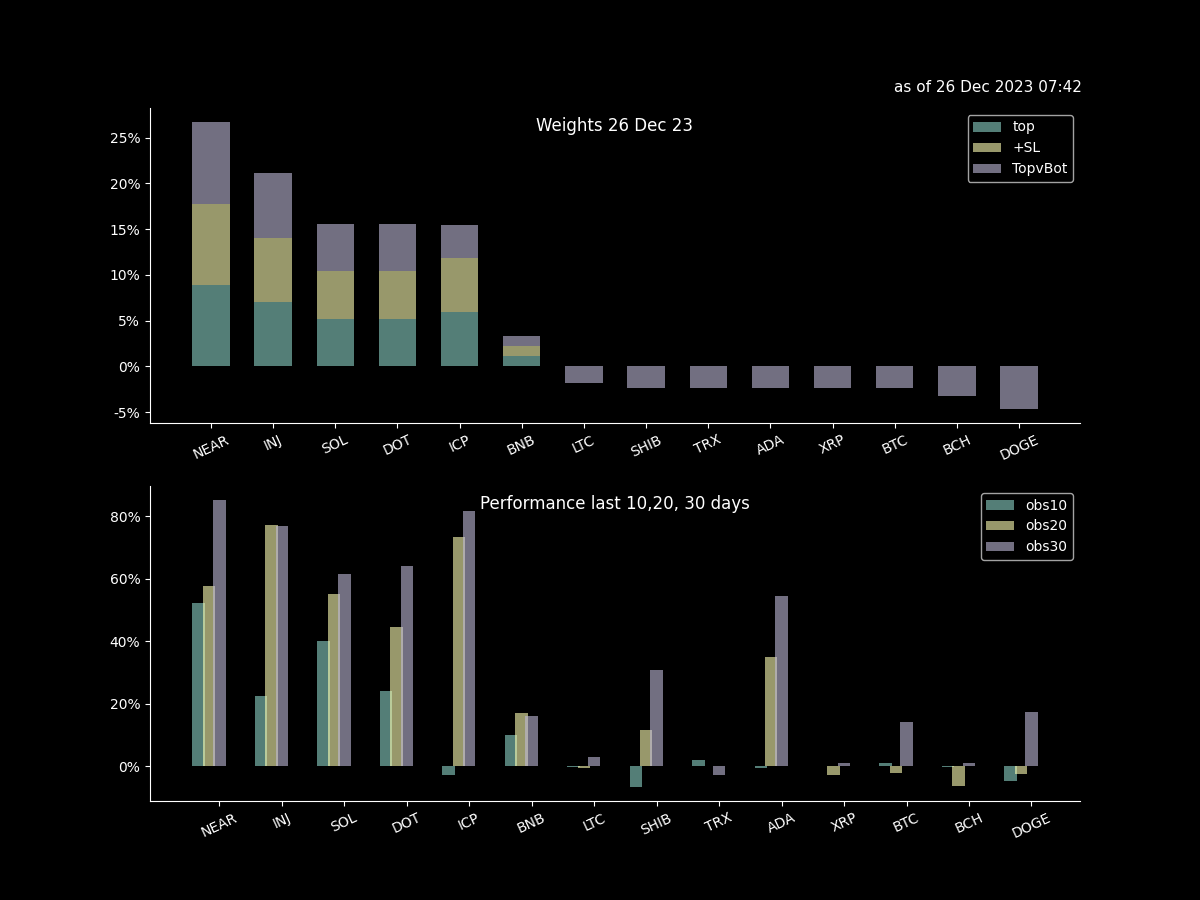 as of 26 Dec 2023 07:42
Weights 26 Dec 23
top
+SL
TopvBot
25%
20%
15%
10%
5%
0%
-5%
NEAR INJ SOL DOT ICP BNB LTC SHIB TRX ADA XRP BTC BCH DOGE
Performance last 10,20, 30 days
obs10
obs20
obs30
80%
60%
40%
20%
0%
NEAR INJ SOL DOT ICP BNB LTC SHIB TRX ADA XRP BTC BCH DOGE